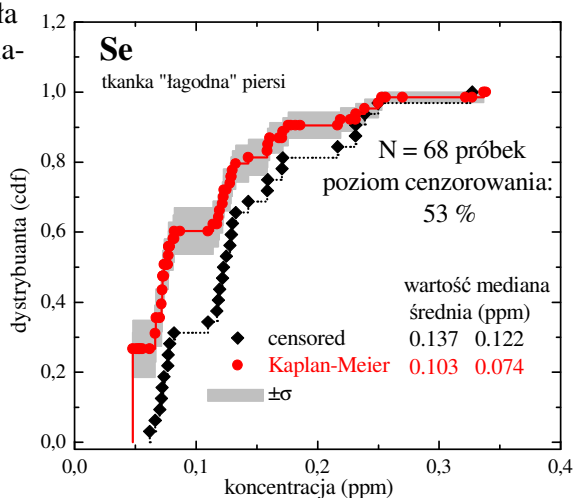 ła
na-
1,2
1,0
0,8
0,6
0,4
0,2
0,0
dystrybuanta (cdf)
Se
tkanka "łagodna" piersi
N = 68 próbek
poziom cenzorowania:
53 %
wartość mediana
średnia (ppm)
censored 0.137 0.122
Kaplan-Meier 0.103 0.074
±σ
0,0 0,1 0,2 0,3 0,4
koncentracja (ppm)